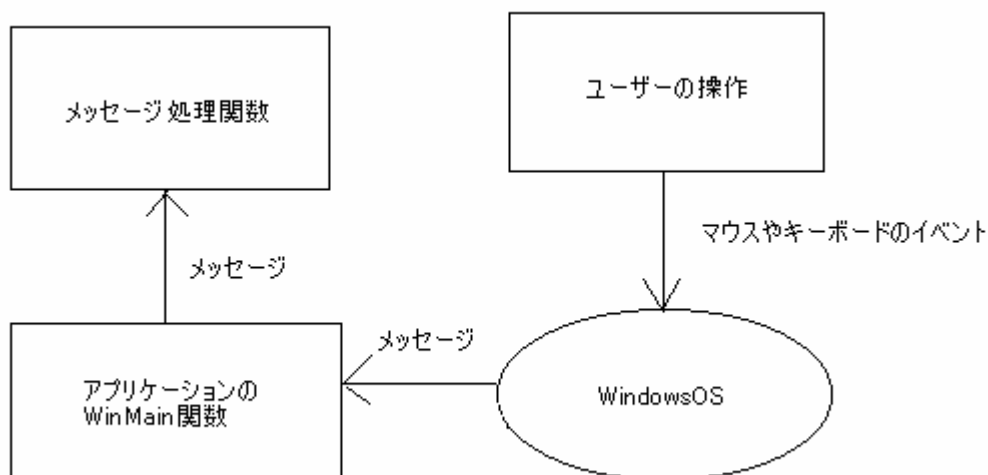 メッセージ処理関数
ユーザーの操作
マウスやキーボードのイベント
メッセージ
メッセージ
アプリケーションの
WinMain関数
WindowsOS